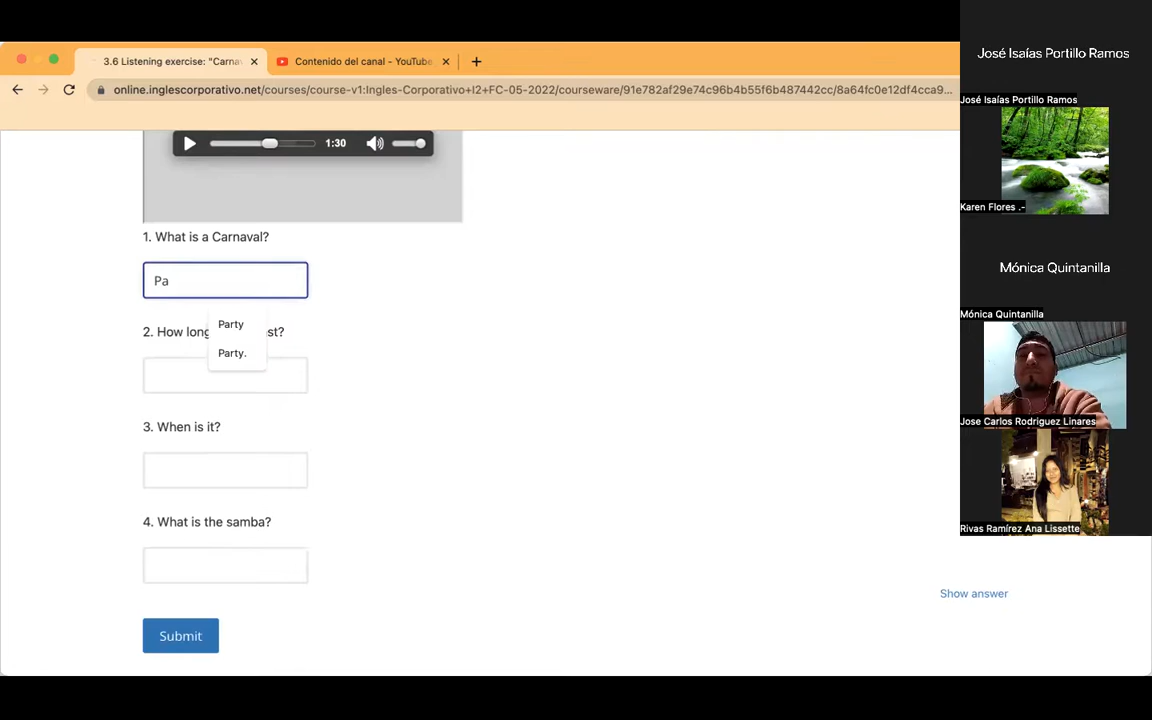 José Isaías Portillo Ramos
3.6 Listening exercise: "Carna
Contenido del canal - YouTube
online.inglescorporativo.net/courses/course-v1:Ingles-Corporativo+I2+FC-05-2022/courseware/91e782af29e74c96b4b55f6b487442cc/8a64fc0e12df4cca9...
José Isaías Portillo Ramos
1:30
Karen Flores .-
1. What is a Carnaval?
Mónica Quintanilla
Pa
Mónica Quintanilla
Party
2. How long st?
Party.
Jose Carlos Rodriguez Linares
3. When is it?
4. What is the samba?
Rivas Ramírez Ana Lissette
Show answer
Submit